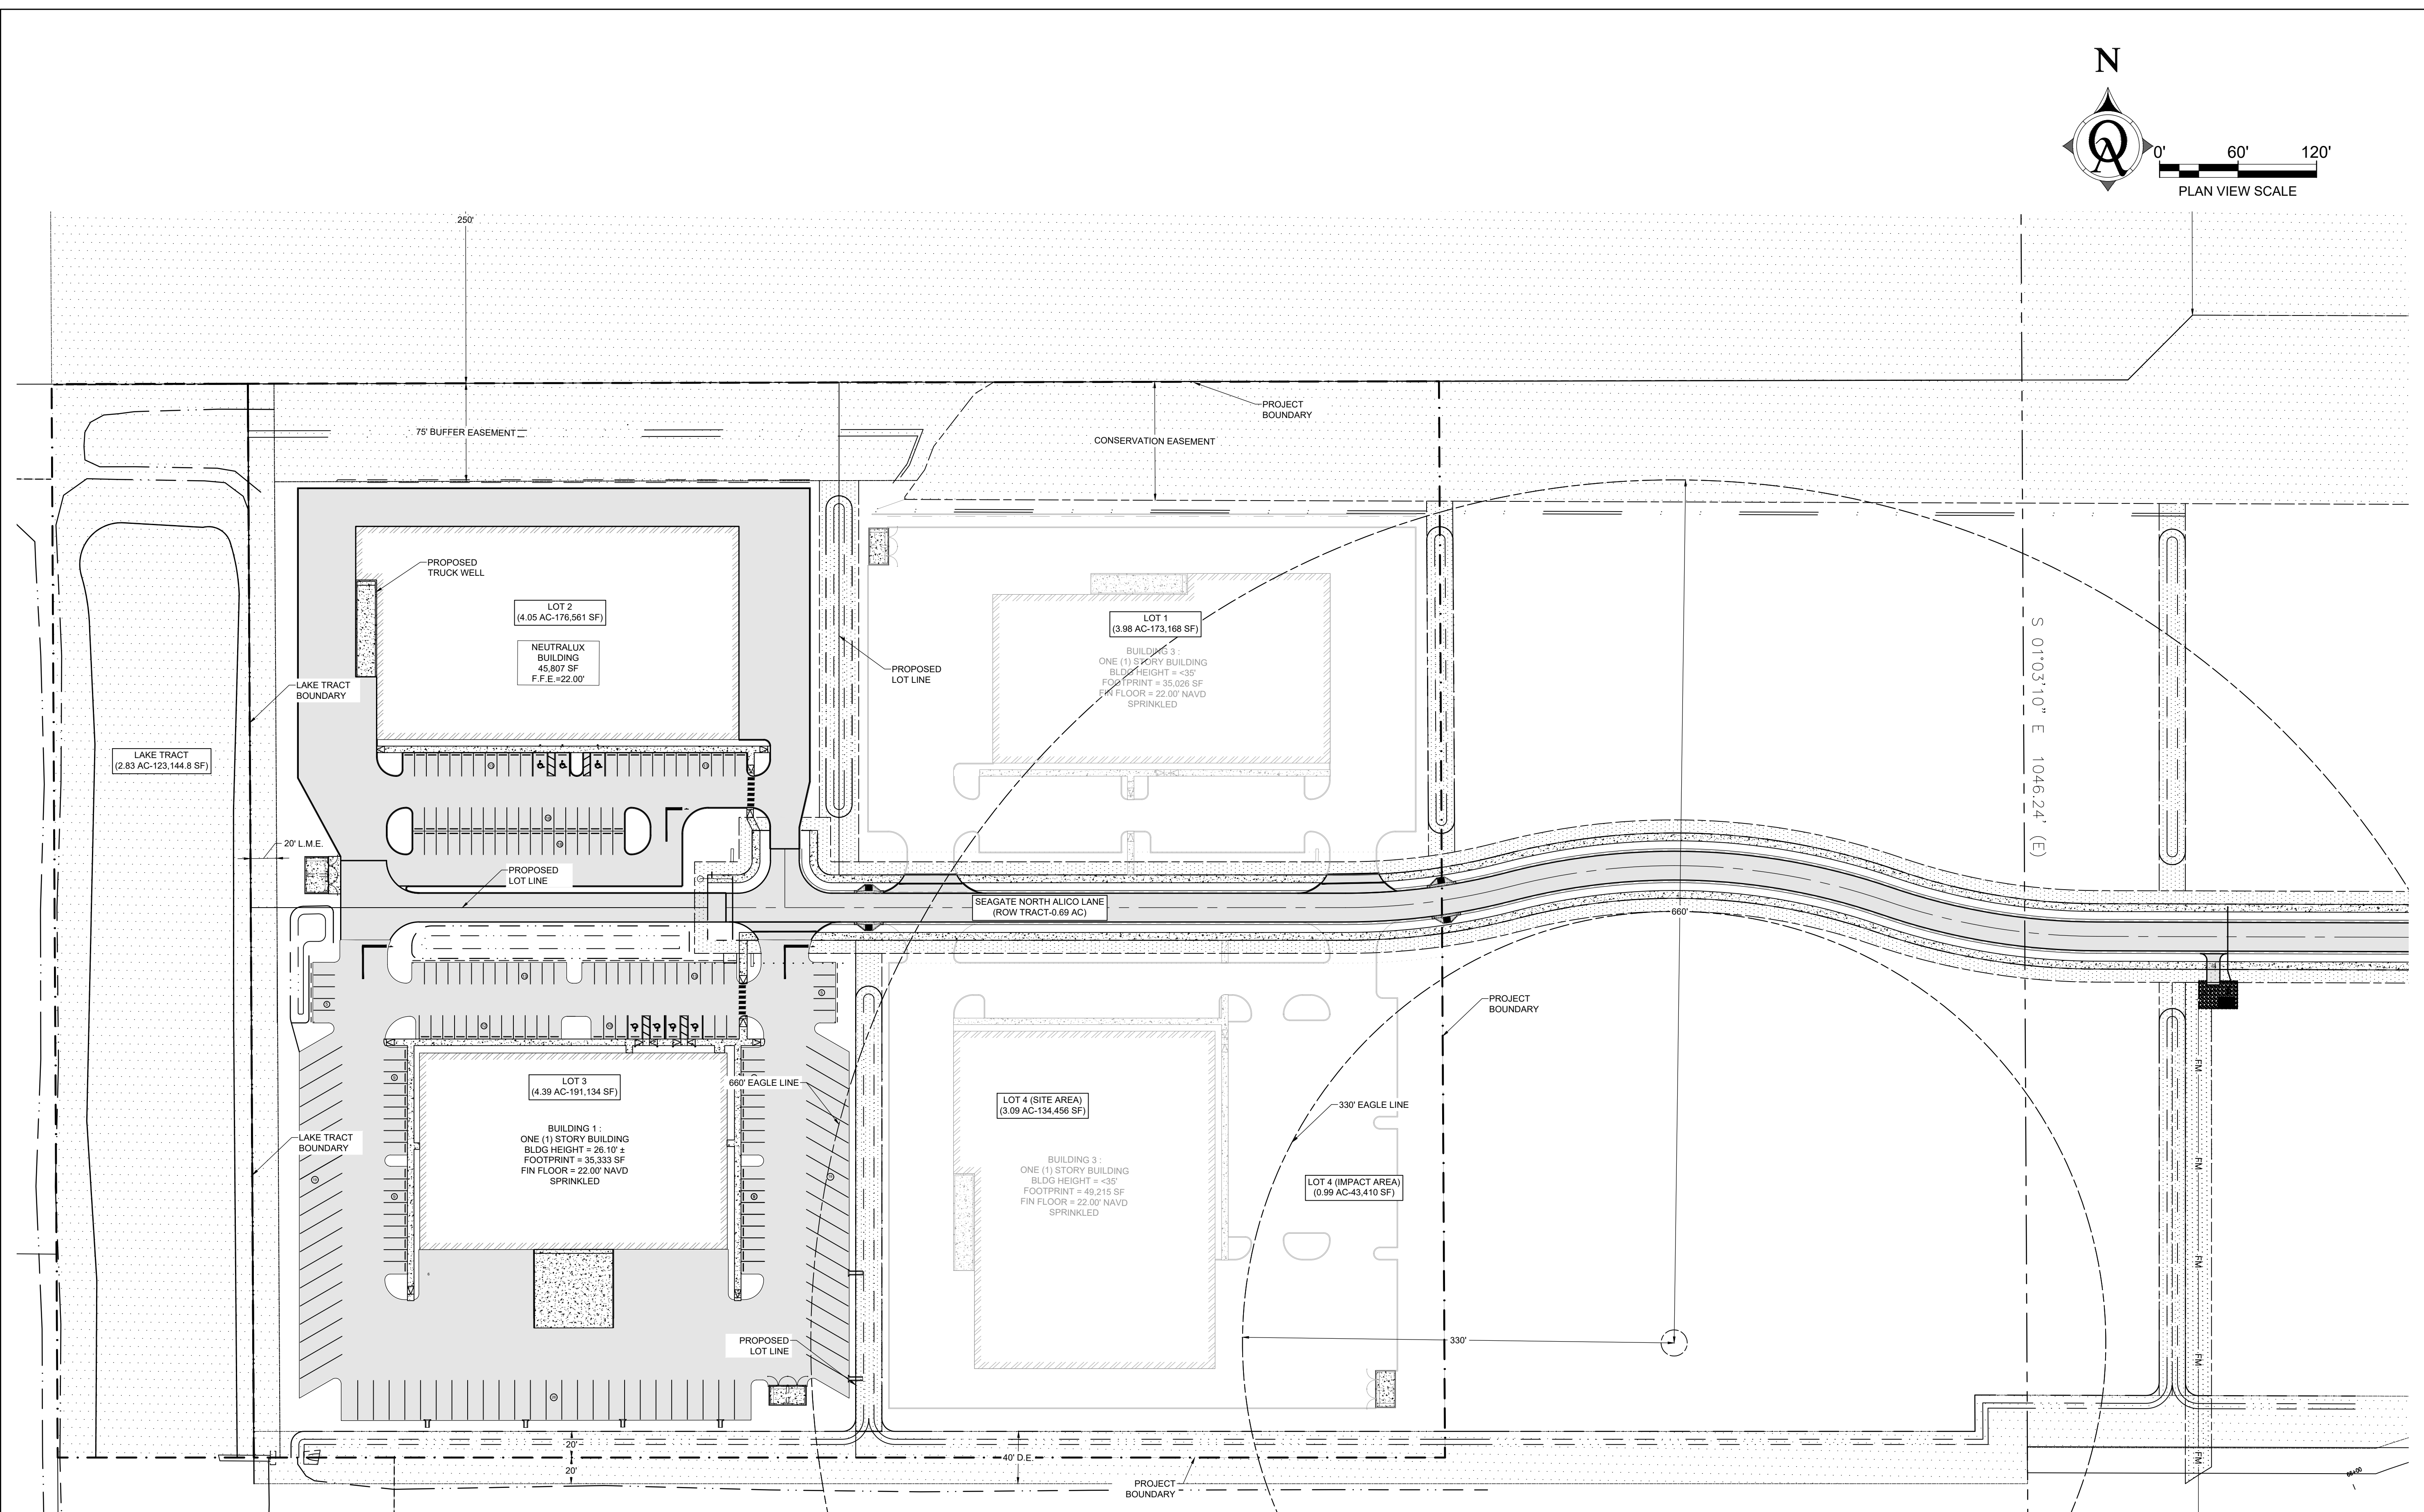 N
0' 60' 120'
PLAN VIEW SCALE
250'
PROJECT
BOUNDARY
75' BUFFER EASEMENT
CONSERVATION EASEMENT
PROPOSED
TRUCK WELL
LOT 2
(4.05 AC-176,561 SF)
NEUTRALUX
BUILDING
45,807 SF
F.F.E.=22.00'
LOT 1
(3.98 AC-173,168 SF)
BUILDING 3 :
ONE (1) STORY BUILDING
BLDG HEIGHT = <35'
FOOTPRINT = 35,026 SF
FIN FLOOR = 22.00' NAVD
SPRINKLED
PROPOSED
LOT LINE
LAKE TRACT
BOUNDARY
S 01°03'10" E 1046.24' (E)
LAKE TRACT
(2.83 AC-123,144.8 SF)
20' L.M.E.
PROPOSED
LOT LINE
SEAGATE NORTH ALICO LANE
(ROW TRACT-0.69 AC)
660'
PROJECT
BOUNDARY
LOT 3
(4.39 AC-191,134 SF)
660' EAGLE LINE
BUILDING 1 :
ONE (1) STORY BUILDING
BLDG HEIGHT = 26.10' ±
FOOTPRINT = 35,333 SF
FIN FLOOR = 22.00' NAVD
SPRINKLED
LOT 4 (SITE AREA)
(3.09 AC-134,456 SF)
330' EAGLE LINE
LAKE TRACT
BOUNDARY
BUILDING 3 :
ONE (1) STORY BUILDING
BLDG HEIGHT = <35'
FOOTPRINT = 49,215 SF
FIN FLOOR = 22.00' NAVD
SPRINKLED
LOT 4 (IMPACT AREA)
(0.99 AC-43,410 SF)
FM
FM
FM
FM
FM
PROPOSED
LOT LINE
330'
20'
20'
40' D.E.
PROJECT
BOUNDARY